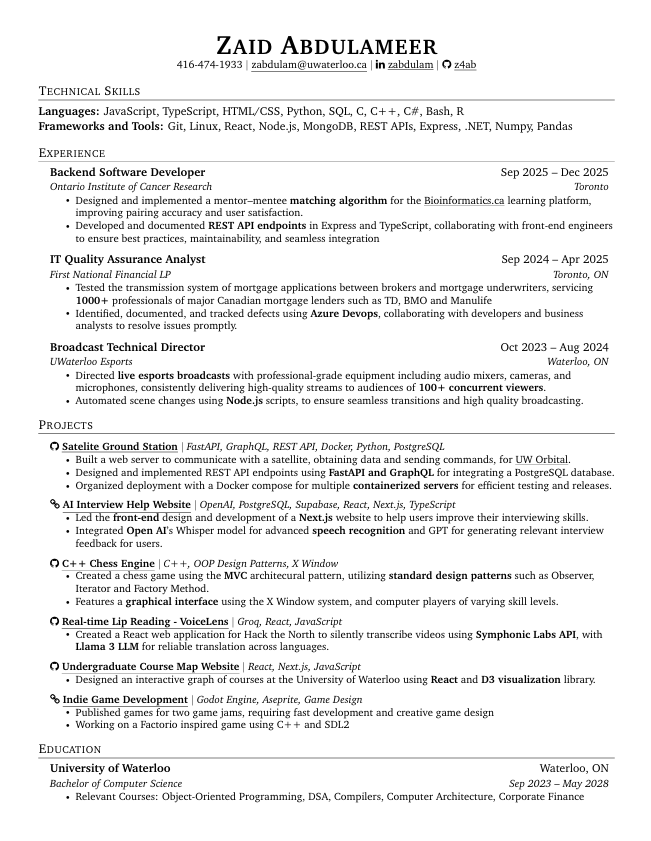 Zaid Abdulameer
416-474-1933 | zabdulam@uwaterloo.ca | zabdulam | z4ab
Technical Skills
Languages: JavaScript, TypeScript, HTML/CSS, Python, SQL, C, C++, C#, Bash, R
Frameworks and Tools: Git, Linux, React, Node.js, MongoDB, REST APIs, Express, .NET, Numpy, Pandas
Experience
Backend Software Developer Sep 2025 – Dec 2025
Ontario Institute of Cancer Research Toronto
• Designed and implemented a mentor–mentee matching algorithm for the Bioinformatics.ca learning platform,
improving pairing accuracy and user satisfaction.
• Developed and documented REST API endpoints in Express and TypeScript, collaborating with front-end engineers
to ensure best practices, maintainability, and seamless integration
IT Quality Assurance Analyst Sep 2024 – Apr 2025
First National Financial LP Toronto, ON
• Tested the transmission system of mortgage applications between brokers and mortgage underwriters, servicing
1000+ professionals of major Canadian mortgage lenders such as TD, BMO and Manulife
• Identified, documented, and tracked defects using Azure Devops, collaborating with developers and business
analysts to resolve issues promptly.
Broadcast Technical Director Oct 2023 – Aug 2024
UWaterloo Esports Waterloo, ON
• Directed live esports broadcasts with professional-grade equipment including audio mixers, cameras, and
microphones, consistently delivering high-quality streams to audiences of 100+ concurrent viewers.
• Automated scene changes using Node.js scripts, to ensure seamless transitions and high quality broadcasting.
Projects
Satelite Ground Station | FastAPI, GraphQL, REST API, Docker, Python, PostgreSQL
• Built a web server to communicate with a satellite, obtaining data and sending commands, for UW Orbital.
• Designed and implemented REST API endpoints using FastAPI and GraphQL for integrating a PostgreSQL database.
• Organized deployment with a Docker compose for multiple containerized servers for efficient testing and releases.
AI Interview Help Website | OpenAI, PostgreSQL, Supabase, React, Next.js, TypeScript
• Led the front-end design and development of a Next.js website to help users improve their interviewing skills.
• Integrated Open AI's Whisper model for advanced speech recognition and GPT for generating relevant interview
feedback for users.
C++ Chess Engine | C++, OOP Design Patterns, X Window
• Created a chess game using the MVC architecural pattern, utilizing standard design patterns such as Observer,
Iterator and Factory Method.
• Features a graphical interface using the X Window system, and computer players of varying skill levels.
Real-time Lip Reading - VoiceLens | Groq, React, JavaScript
• Created a React web application for Hack the North to silently transcribe videos using Symphonic Labs API, with
Llama 3 LLM for reliable translation across languages.
Undergraduate Course Map Website | React, Next.js, JavaScript
• Designed an interactive graph of courses at the University of Waterloo using React and D3 visualization library.
Indie Game Development | Godot Engine, Aseprite, Game Design
• Published games for two game jams, requiring fast development and creative game design
• Working on a Factorio inspired game using C++ and SDL2
Education
University of Waterloo Waterloo, ON
Bachelor of Computer Science Sep 2023 – May 2028
• Relevant Courses: Object-Oriented Programming, DSA, Compilers, Computer Architecture, Corporate Finance